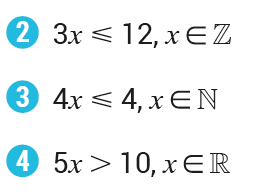 2 3x ⩽ 12, x ∈ ℤ
3 4x ⩽ 4, x ∈ ℕ
4 5x > 10, x ∈ ℝ